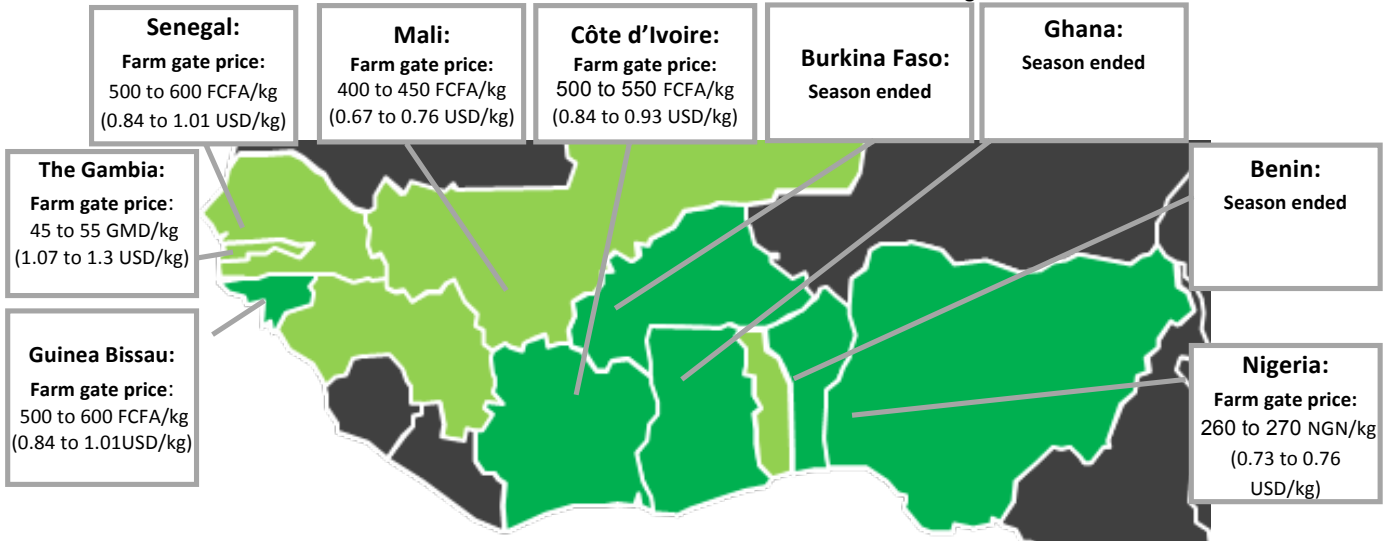 Senegal:
Farm gate price:
500 to 600 FCFA/kg
(0.84 to 1.01 USD/kg)
Mali:
Farm gate price:
400 to 450 FCFA/kg
(0.67 to 0.76 USD/kg)
Côte d’Ivoire:
Farm gate price:
500 to 550 FCFA/kg
(0.84 to 0.93 USD/kg)
Burkina Faso:
Season ended
Ghana:
Season ended
The Gambia:
Farm gate price:
45 to 55 GMD/kg
(1.07 to 1.3 USD/kg)
Benin:
Season ended
Guinea Bissau:
Farm gate price:
500 to 600 FCFA/kg
(0.84 to 1.01USD/kg)
Nigeria:
Farm gate price:
260 to 270 NGN/kg
(0.73 to 0.76
USD/kg)